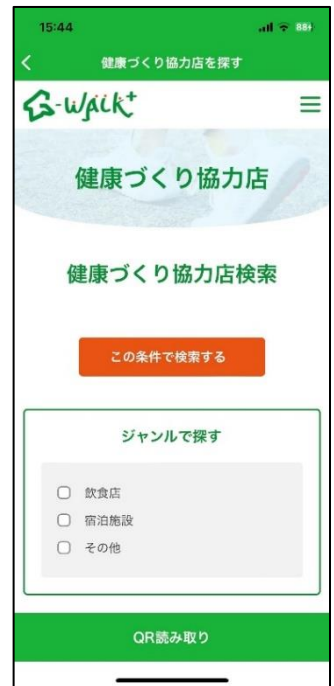 15:44
88
健康づくり協力店を探す
G-WALK+
健康づくり協力店
健康づくり協力店検索
この条件で検索する
ジャンルで探す
飲食店
宿泊施設
その他
QR読み取り